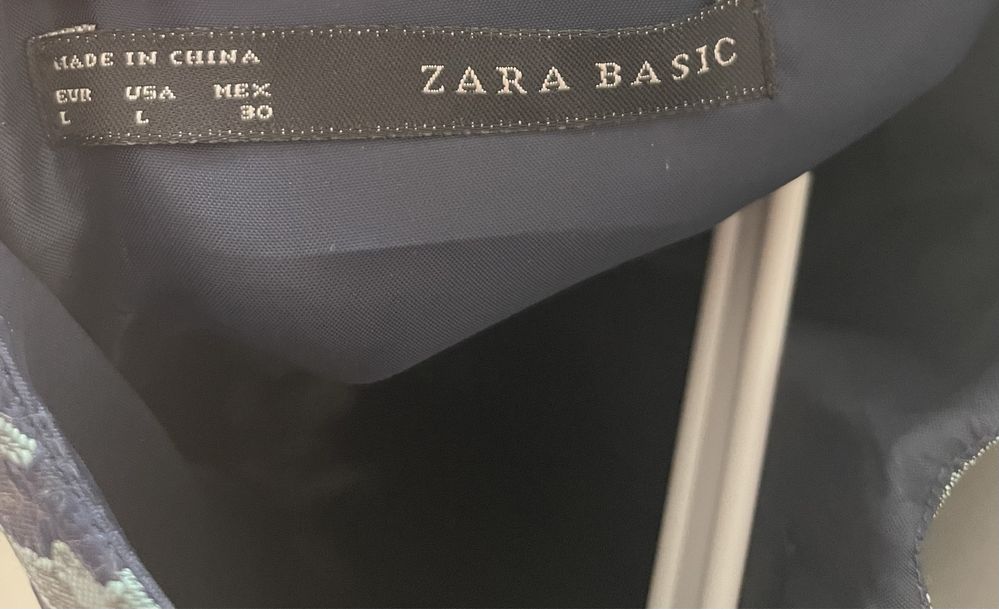 MADE IN CHINA
EUR USA MEX
L L 30
ZARA BASIC